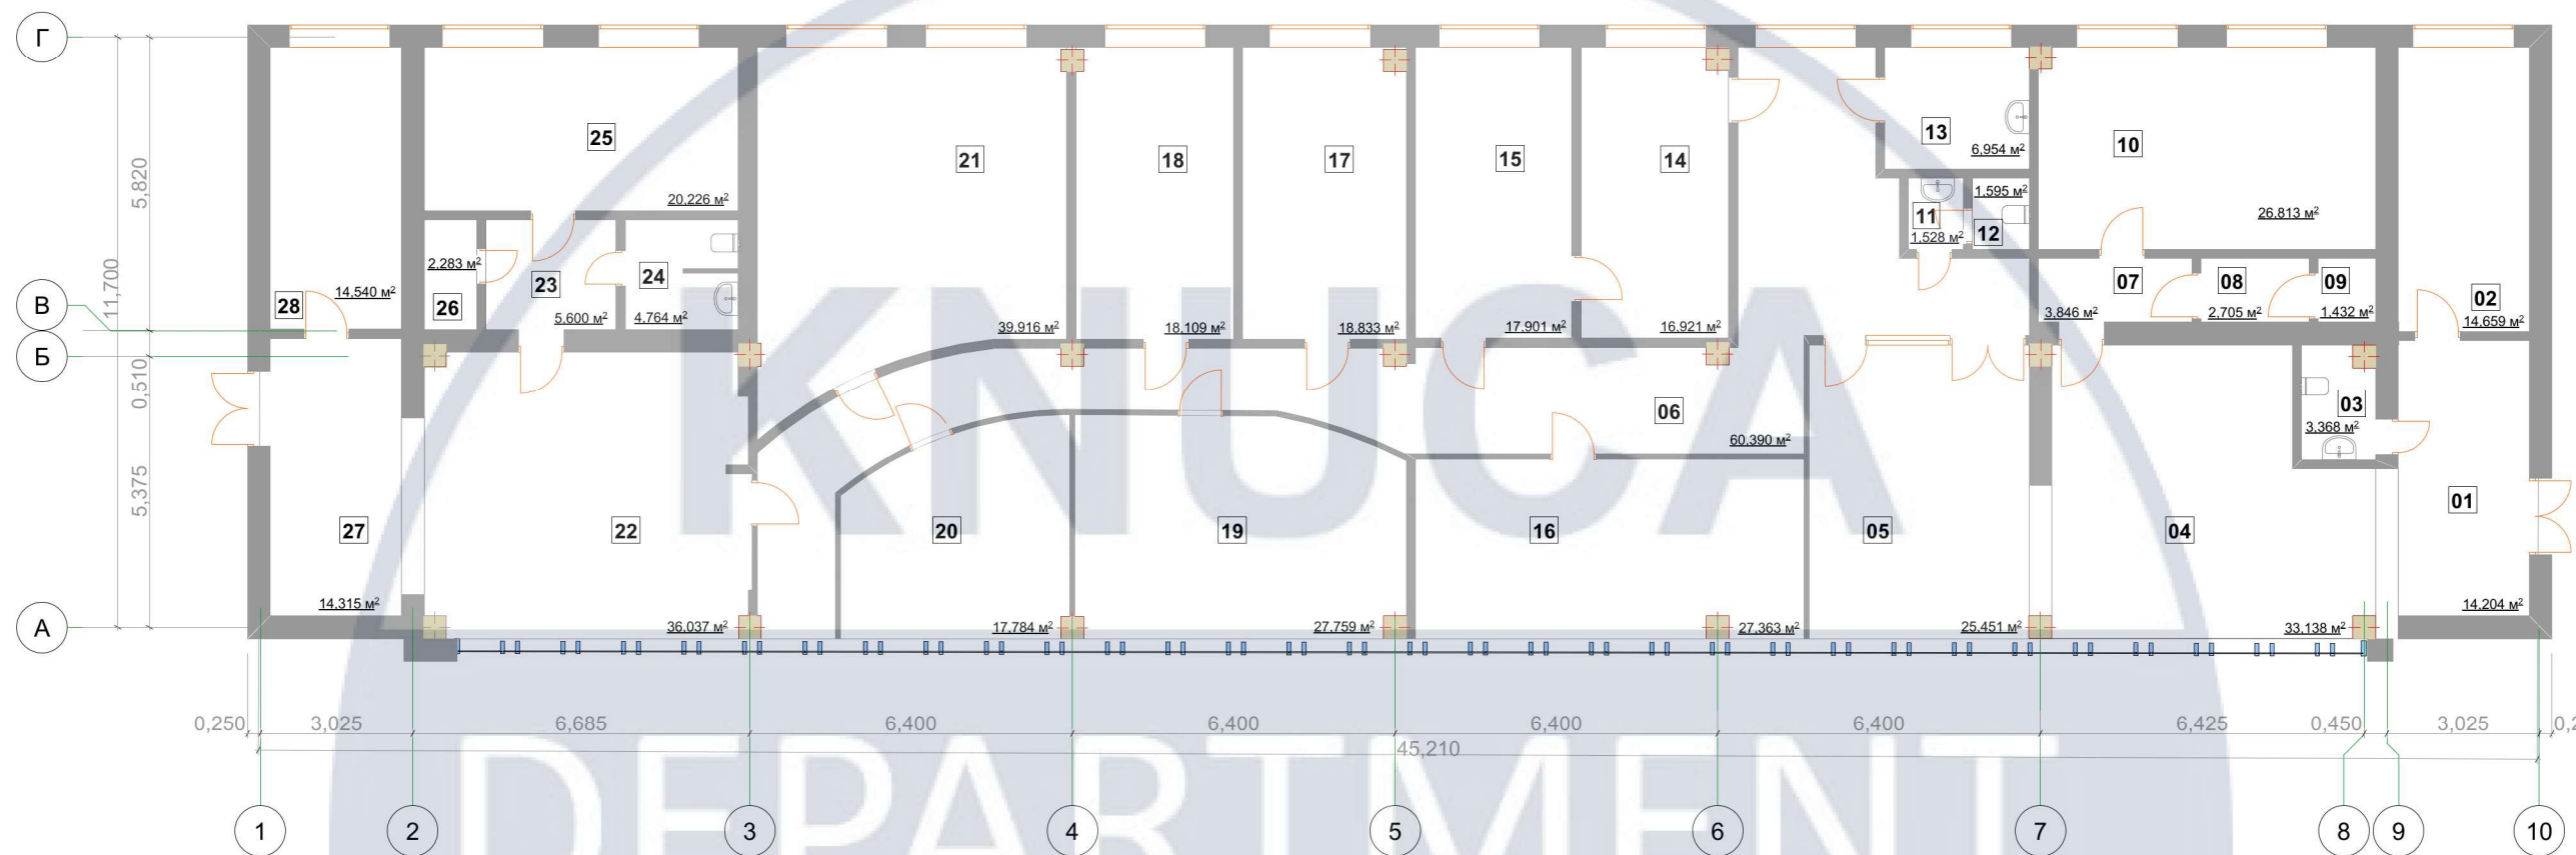 Г
25
21
18
17
15
14
13
6,954 м²
10
20,226 м²
1,595 м²
11
1,528 м²
12
26,813 м²
5,820
11,700
2,283 м²
23
24
26
5,600 м²
4,764 м²
28
14,540 м²
39,916 м²
18,109 м²
18,833 м²
17,901 м²
16,921 м²
07
3,846 м²
08
2,705 м²
09
1,432 м²
02
14,659 м²
В
Б
0,510
06
60,390 м²
03
3,368 м²
5,375
27
22
20
19
16
05
04
01
14,315 м²
36,037 м²
17,784 м²
27,759 м²
27,363 м²
25,451 м²
33,138 м²
14,204 м²
А
KNUCA
DEPARTMENT
0,250
3,025
6,685
6,400
6,400
6,400
6,400
6,425
0,450
3,025
45,210
1
2
3
4
5
6
7
8
9
10